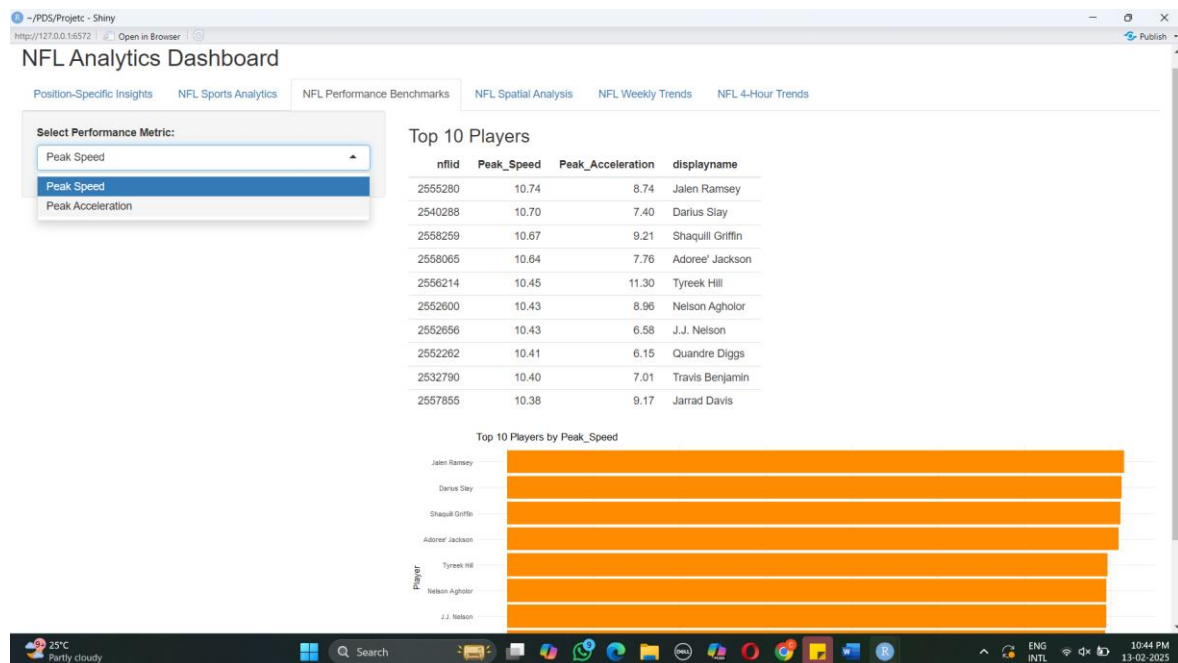 ~/PDS/Projetc - Shiny
http://127.0.0.1:6572 Open in Browser Publish
NFL Analytics Dashboard
Position-Specific Insights NFL Sports Analytics NFL Performance Benchmarks NFL Spatial Analysis NFL Weekly Trends NFL 4-Hour Trends
Select Performance Metric:
Peak Speed
Peak Speed
Peak Acceleration
Top 10 Players
nflid Peak_Speed Peak_Acceleration displayname
2555280 10.74 8.74 Jalen Ramsey
2540288 10.70 7.40 Darius Slay
2558259 10.67 9.21 Shaquill Griffin
2558065 10.64 7.76 Adoree' Jackson
2556214 10.45 11.30 Tyreek Hill
2552600 10.43 8.96 Nelson Agholor
2552656 10.43 6.58 J.J. Nelson
2552262 10.41 6.15 Quandre Diggs
2532790 10.40 7.01 Travis Benjamin
2557855 10.38 9.17 Jarrad Davis
Top 10 Players by Peak_Speed
Jalen Ramsey
Darius Slay
Shaquill Griffin
Adoree' Jackson
Tyreek Hill
Player
Nelson Agholor
J.J. Nelson
25°C
Partly cloudy
Search
DELL
ENG
INTL
10:44 PM
13-02-2025